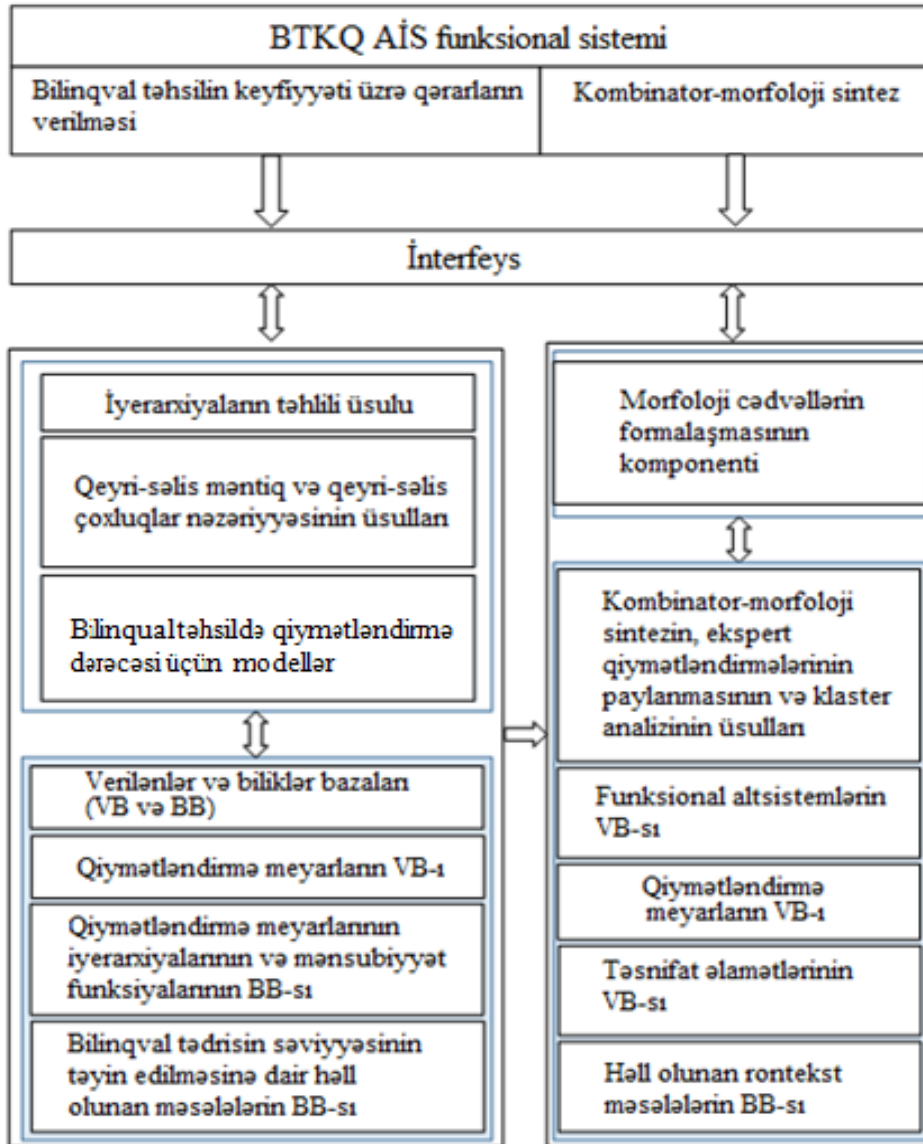 BTKQ AİS funksional sistemi
Bilinqval təhsilin keyfiyyəti üzrə qərarların
verilməsi
Kombinator-morfoloji sintez
İnterfeys
İyerarxiyaların təhlili üsulu
Qeyri-səlis məntiq və qeyri-səlis
çoxluqlar nəzəriyyəsinin üsulları
Bilinqual təhsildə qiymətləndirmə
dərəcəsi üçün modellər
Verilənlər və biliklər bazaları
(VB və BB)
Qiymətləndirmə meyarların VB-ı
Qiymətləndirmə meyarlarının
iyerarxiyalarının və mənsubiyyət
funksiyalarının BB-sı
Bilinqval tədrisin səviyyəsinin
təyin edilməsinə dair həll
olunan məsələlərin BB-sı
Morfoloji cədvəllərin
formalaşmasının
komponenti
Kombinator-morfoloji
sintezin, ekspert
qiymətləndirmələrinin
paylanmasının və klaster
analizinin üsulları
Funksional altsistemlərin
VB-sı
Qiymətləndirmə
meyarların VB-ı
Təsnifat əlamətlərinin
VB-sı
Həll olunan rontekst
məsələlərin BB-sı